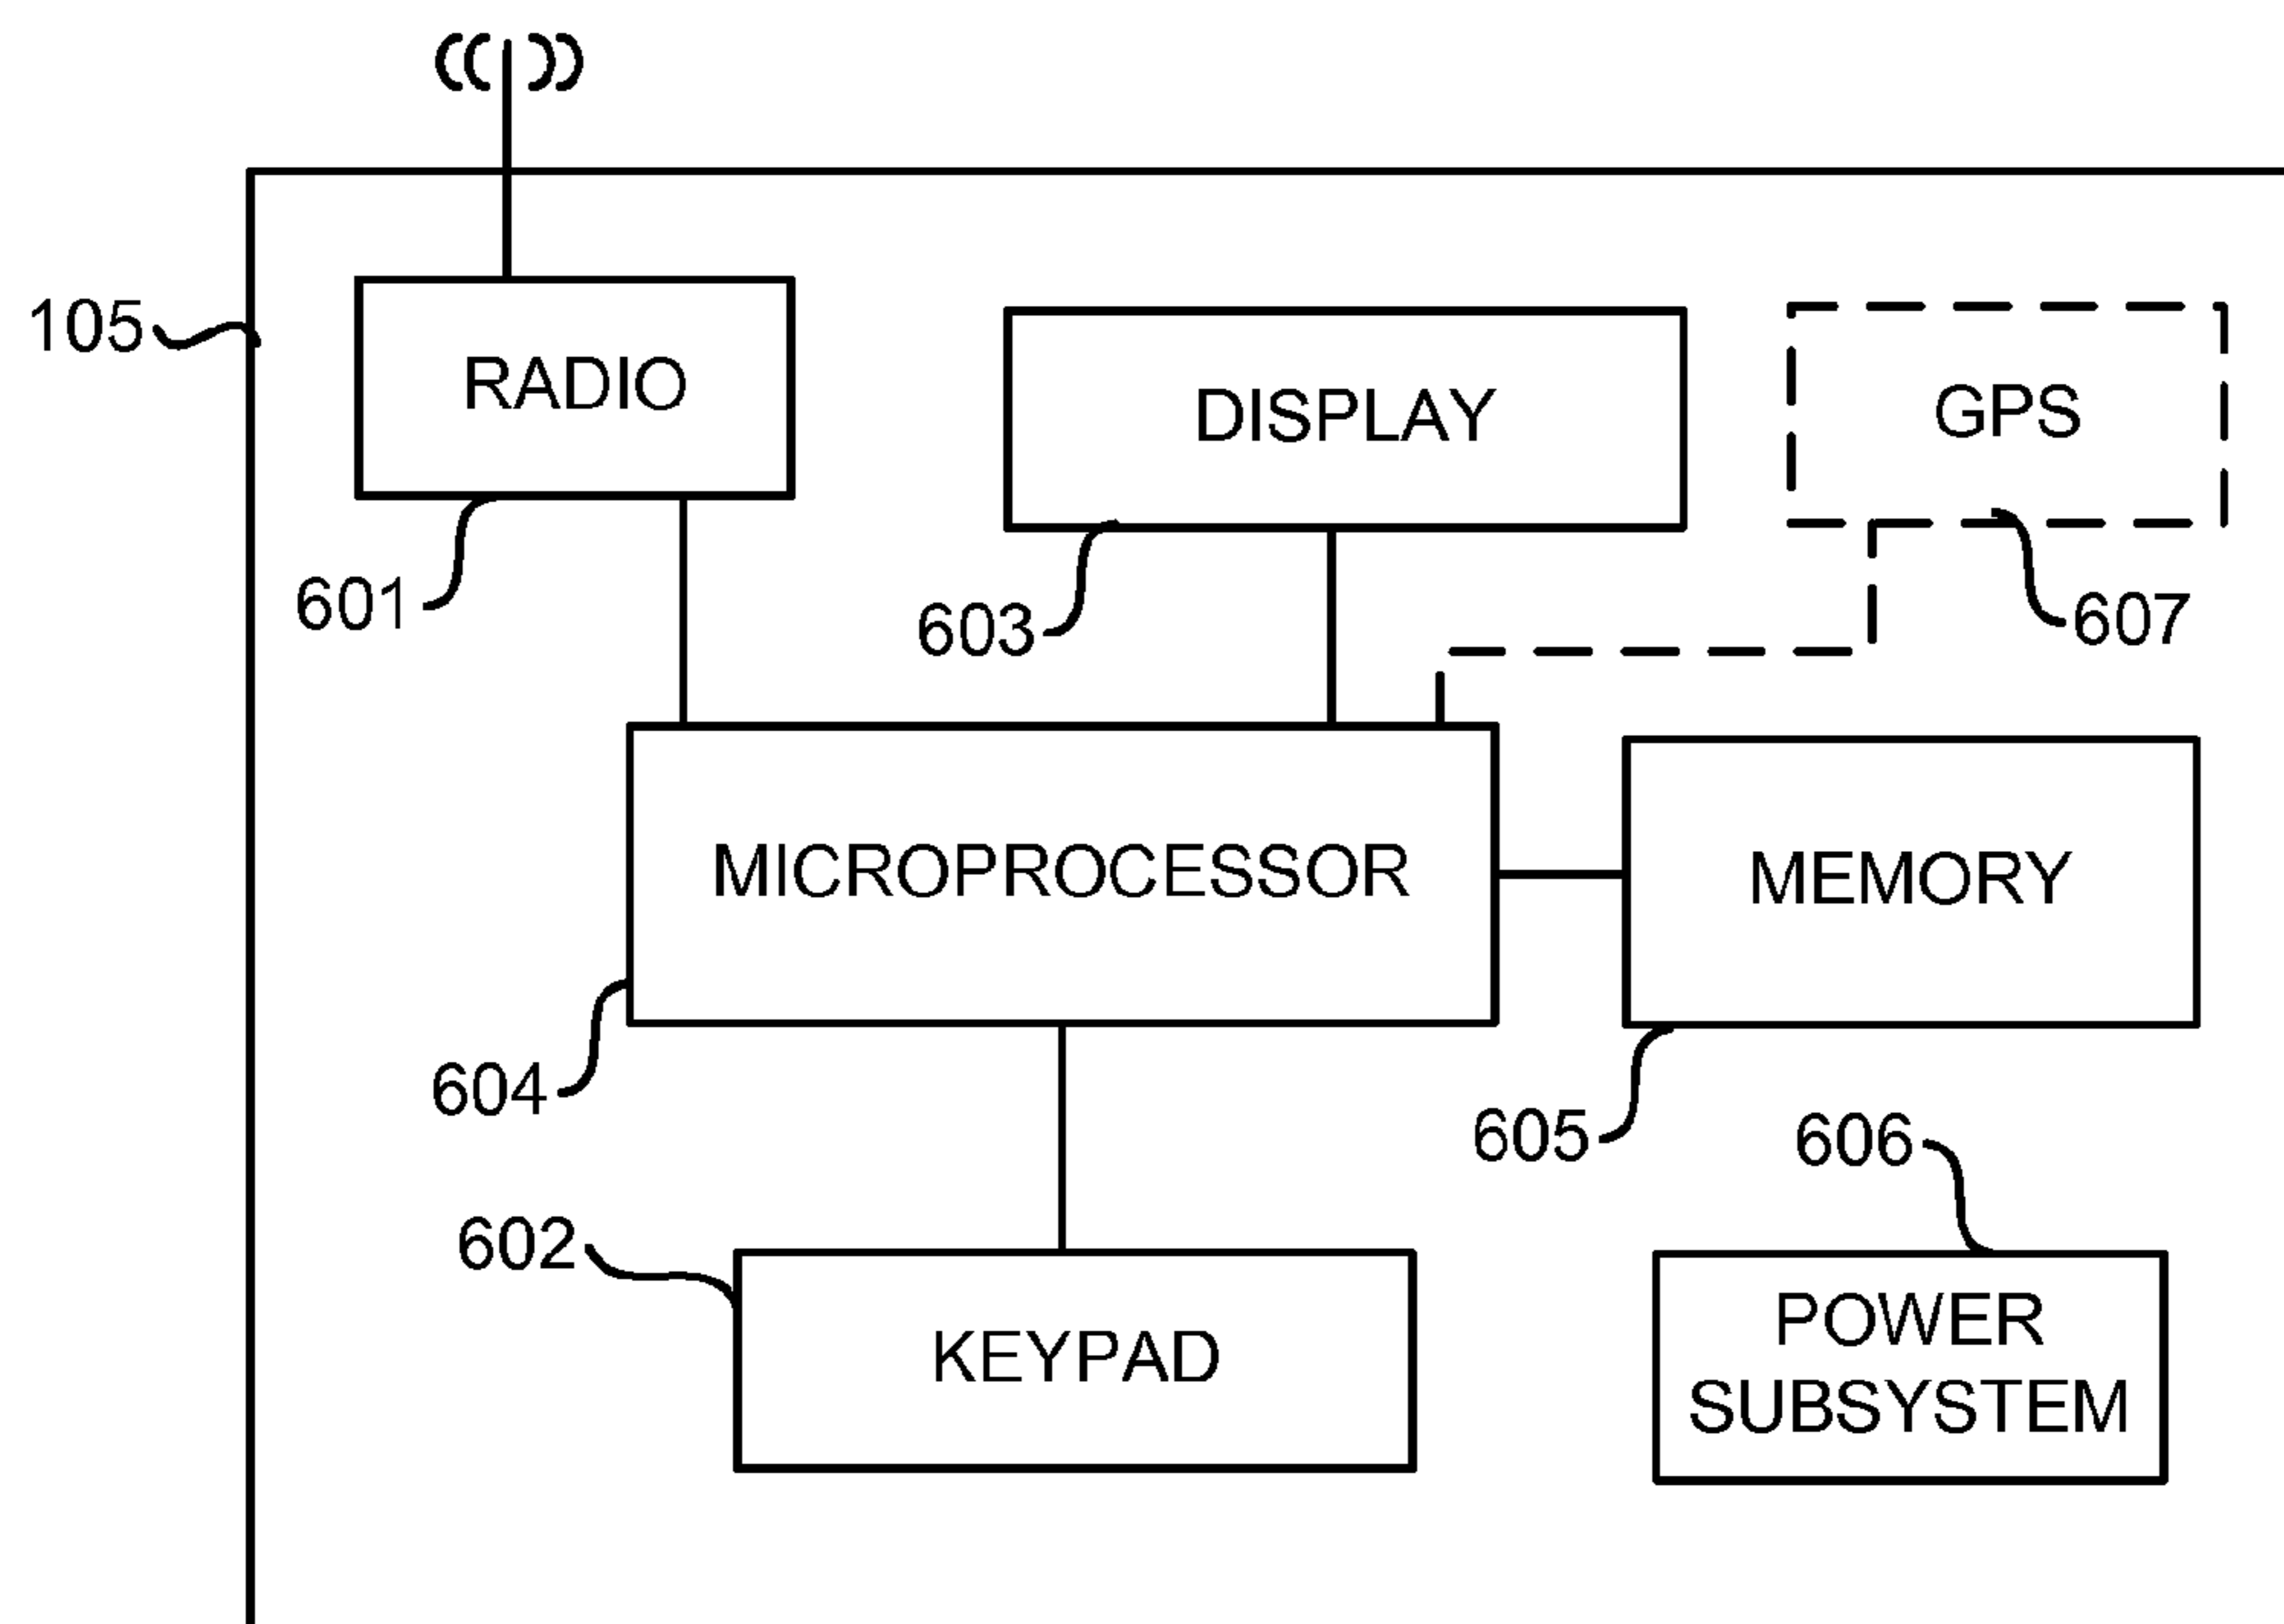 105
RADIO
DISPLAY
GPS
601
603
607
MICROPROCESSOR
MEMORY
604
605
606
602
KEYPAD
POWER
SUBSYSTEM